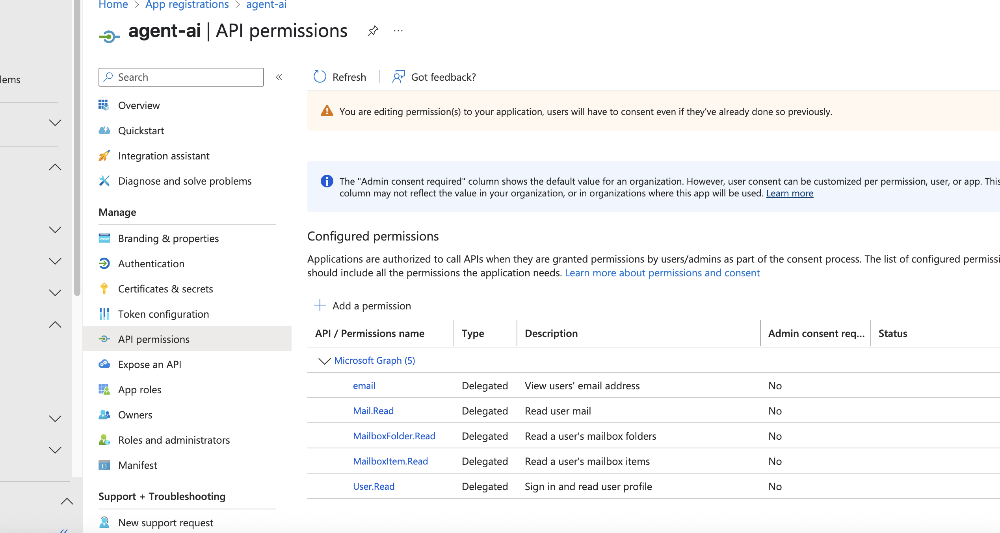 Home > App registrations > agent-ai
agent-ai | API permissions
lems
Search
Refresh
Got feedback?
Overview
Quickstart
Integration assistant
Diagnose and solve problems
Manage
Branding & properties
Authentication
Certificates & secrets
Token configuration
API permissions
Expose an API
App roles
Owners
Roles and administrators
Manifest
Support + Troubleshooting
New support request
You are editing permission(s) to your application, users will have to consent even if they’ve already done so previously.
The "Admin consent required" column shows the default value for an organization. However, user consent can be customized per permission, user, or app. This
column may not reflect the value in your organization, or in organizations where this app will be used. Learn more
Configured permissions
Applications are authorized to call APIs when they are granted permissions by users/admins as part of the consent process. The list of configured permissi
should include all the permissions the application needs. Learn more about permissions and consent
Add a permission
API / Permissions name Type Description Admin consent req... Status
Microsoft Graph (5)
email Delegated View users' email address No
Mail.Read Delegated Read user mail No
MailboxFolder.Read Delegated Read a user's mailbox folders No
MailboxItem.Read Delegated Read a user's mailbox items No
User.Read Delegated Sign in and read user profile No